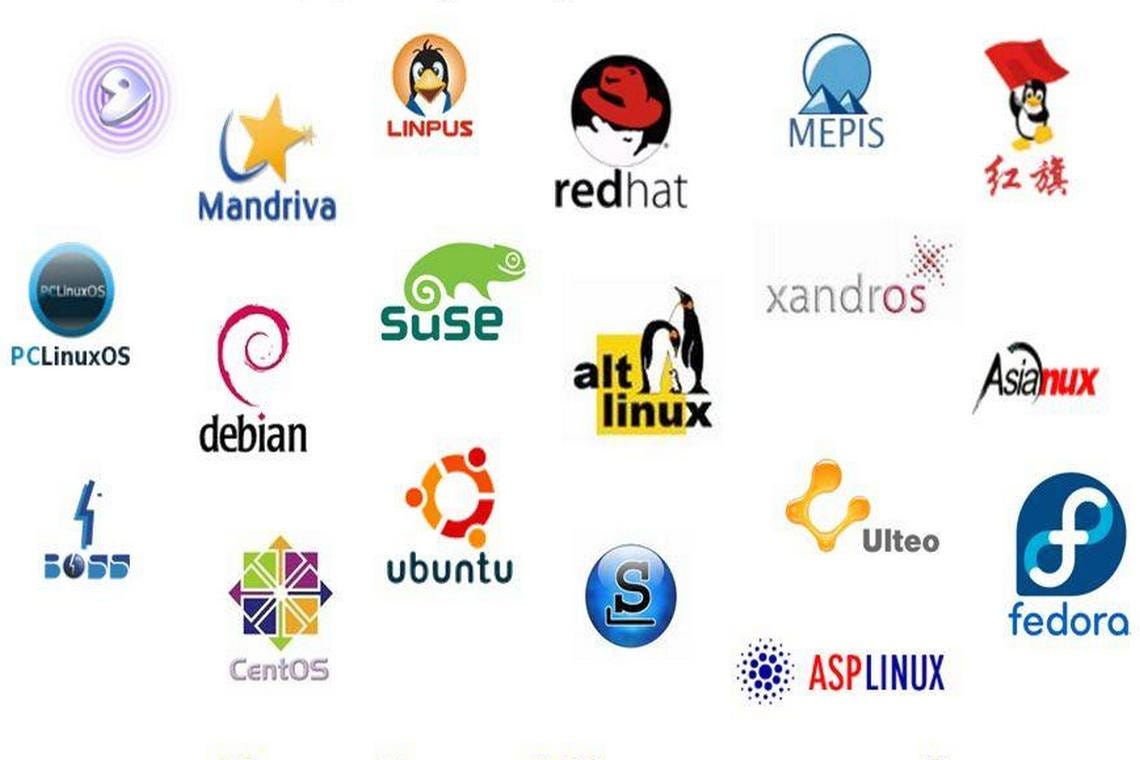 LINPUS
MEPIS
Mandriva
redhat
红旗
PCLinuxOS
PCLinuxOS
suse
xandros
debian
alt
linux
Asianux
BOSS
ubuntu
Ulteo
fedora
CentOS
S
ASPLINUX